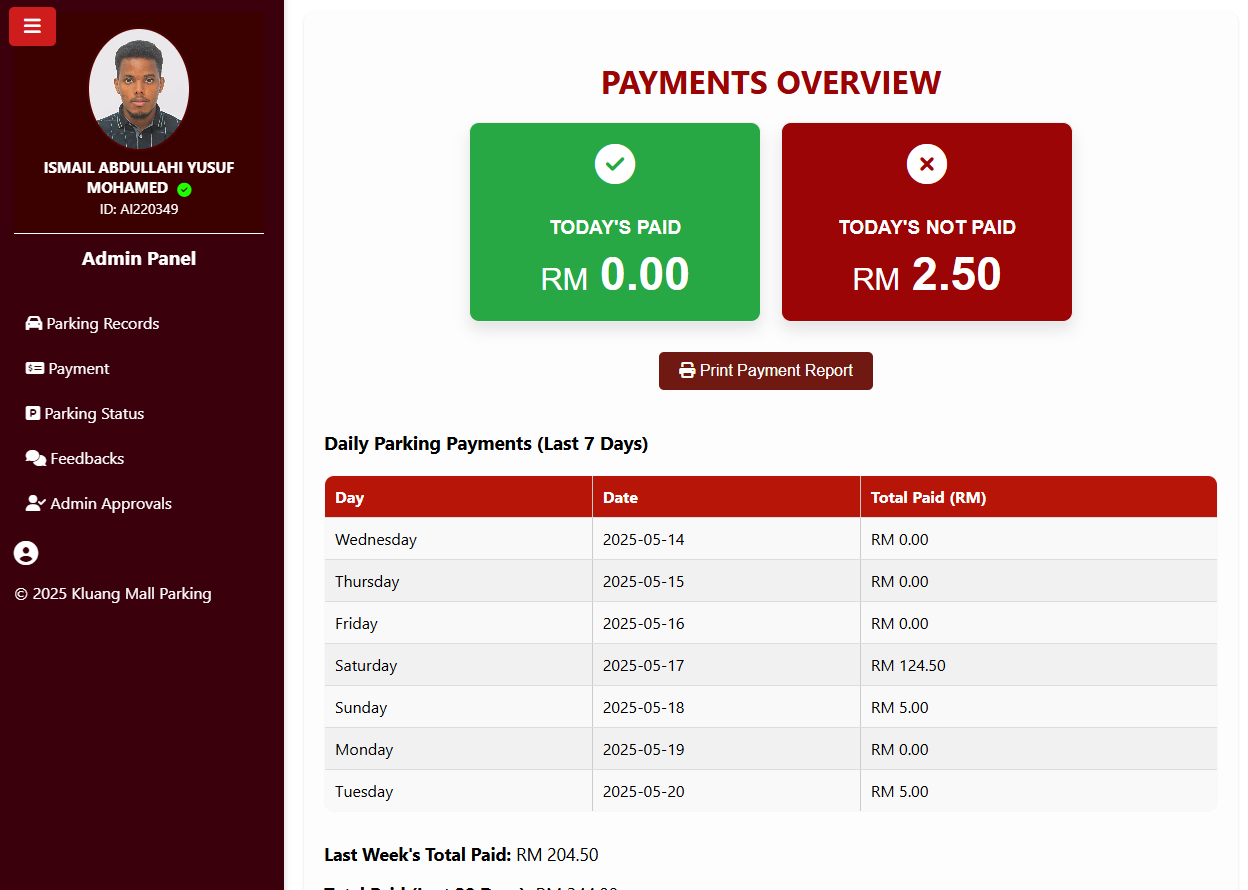 ISMAIL ABDULLAHI YUSUF
MOHAMED
ID: AI220349
Admin Panel
Parking Records
Payment
Parking Status
Feedbacks
Admin Approvals
© 2025 Kluang Mall Parking
PAYMENTS OVERVIEW
TODAY'S PAID
RM 0.00
TODAY'S NOT PAID
RM 2.50
Print Payment Report
Daily Parking Payments (Last 7 Days)
Day Date Total Paid (RM)
Wednesday 2025-05-14 RM 0.00
Thursday 2025-05-15 RM 0.00
Friday 2025-05-16 RM 0.00
Saturday 2025-05-17 RM 124.50
Sunday 2025-05-18 RM 5.00
Monday 2025-05-19 RM 0.00
Tuesday 2025-05-20 RM 5.00
Last Week's Total Paid: RM 204.50